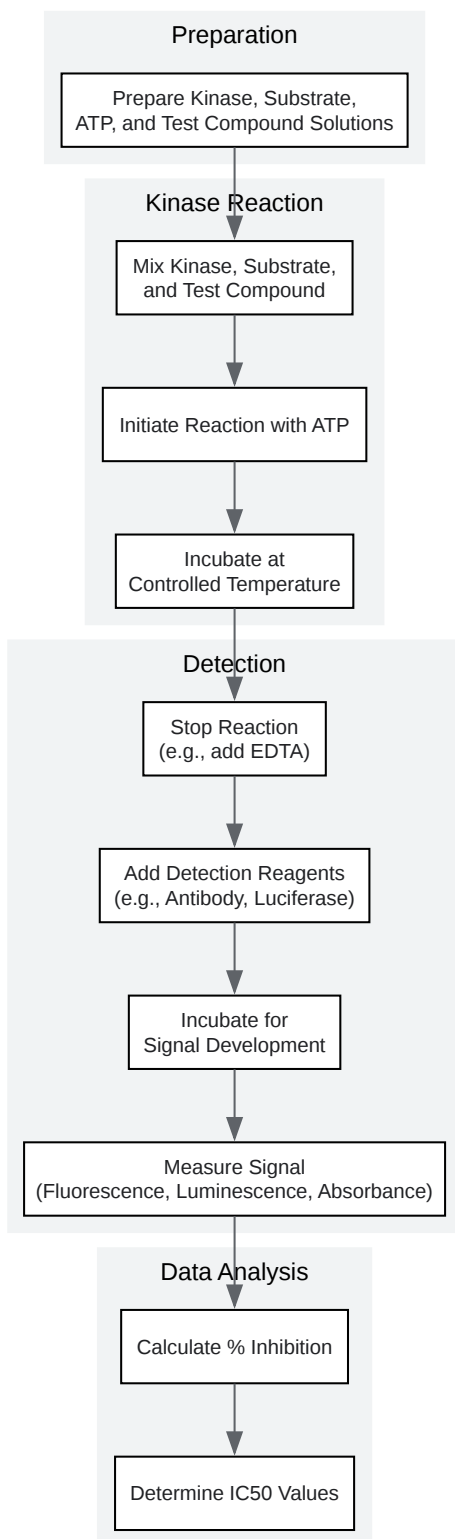 Preparation
Prepare Kinase, Substrate,
ATP, and Test Compound Solutions
Kinase Reaction
Mix Kinase, Substrate,
and Test Compound
Initiate Reaction with ATP
Incubate at
Controlled Temperature
Detection
Stop Reaction
(e.g., add EDTA)
Add Detection Reagents
(e.g., Antibody, Luciferase)
Incubate for
Signal Development
Measure Signal
(Fluorescence, Luminescence, Absorbance)
Data Analysis
Calculate % Inhibition
Determine IC50 Values